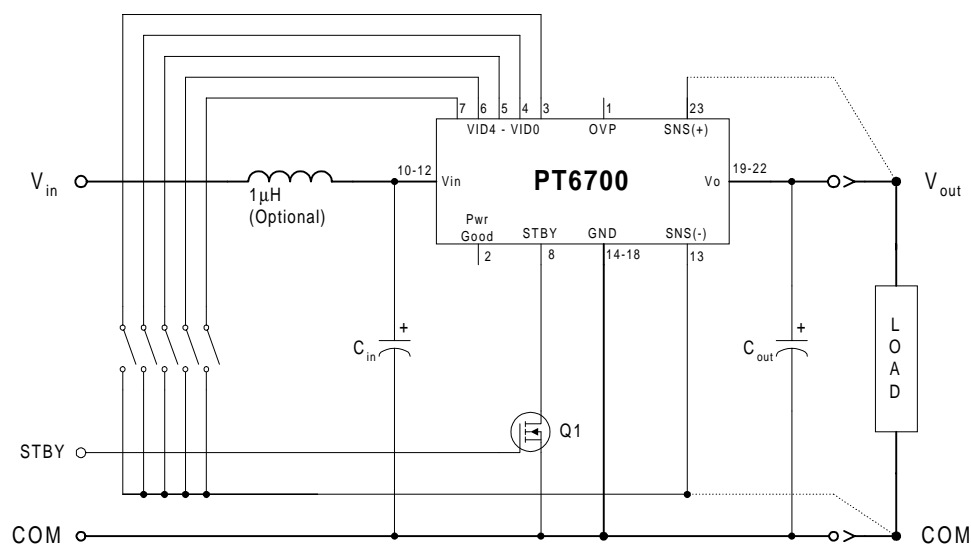 7 6 5 4 3 1 23
VID4 - VID0 OVP SNS(+)
10-12 19-22
V in Vin PT6700 Vo V out
1µH
(Optional)
Pwr
Good STBY GND SNS(-)
2 8 14-18 13
+ +
C in C out
L
O
A
D
Q1
STBY
COM COM